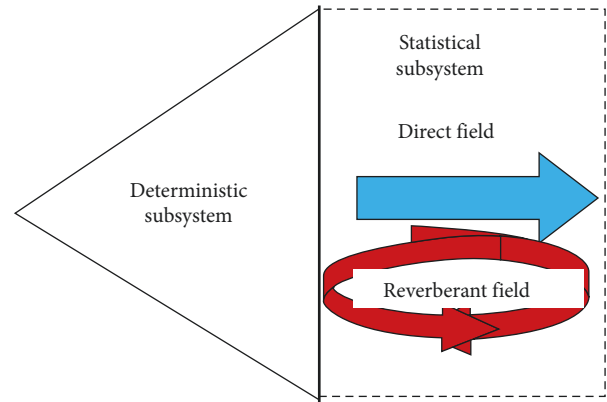 Statistical
subsystem
Direct field
Deterministic
subsystem
Reverberant field